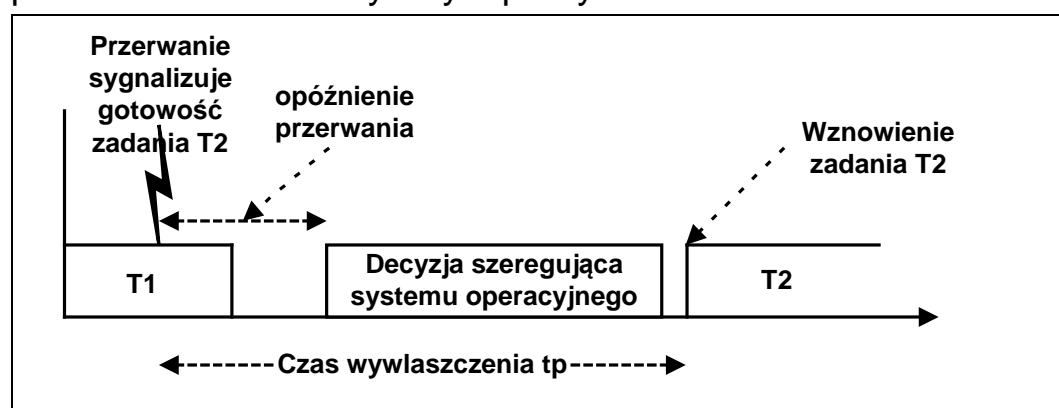 Przerwanie
sygnalizuje
gotowość
zadania T2
opóźnienie
przerwania
Wznowienie
zadania T2
T1
Decyzja szeregująca
systemu operacyjnego
T2
Czas wywlaszczenia tp